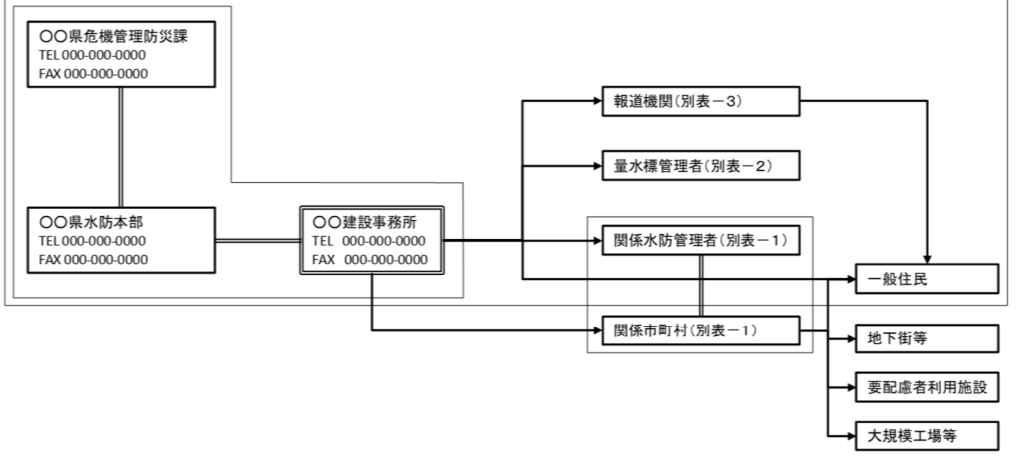 〇〇県危機管理防災課
TEL 000-000-0000
FAX 000-000-0000
報道機関(別表－3)
量水標管理者(別表－2)
〇〇県水防本部
TEL 000-000-0000
FAX 000-000-0000
〇〇建設事務所
TEL 000-000-0000
FAX 000-000-0000
関係水防管理者(別表－1)
一般住民
関係市町村(別表－1)
地下街等
要配慮者利用施設
大規模工場等